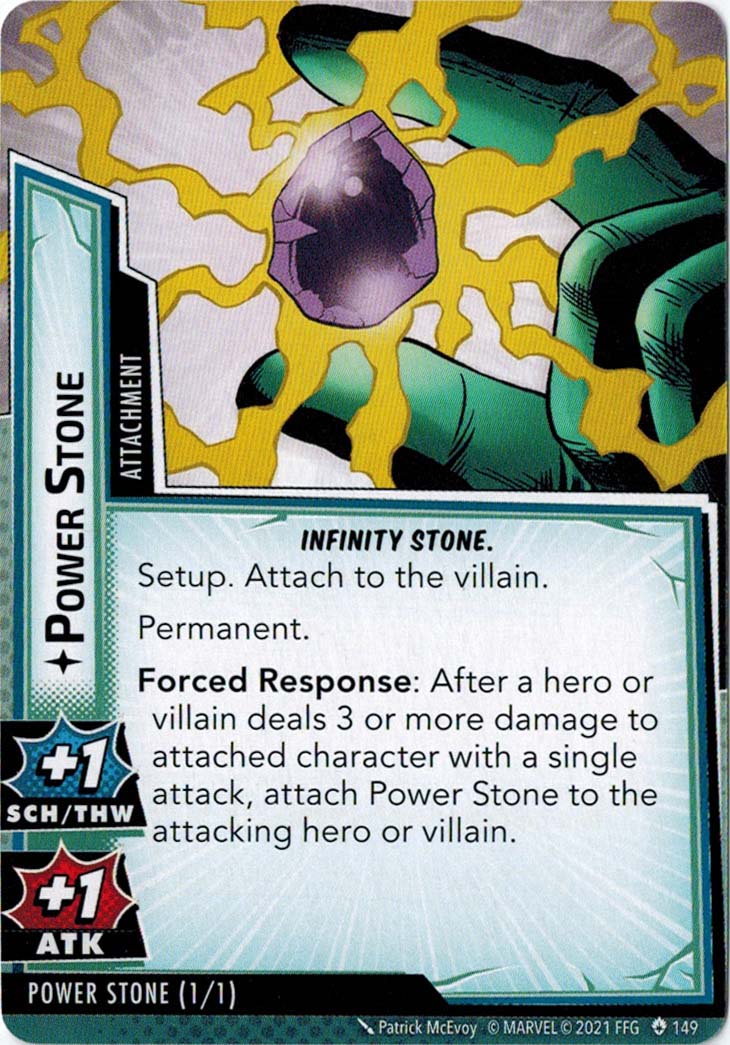 ATTACHMENT
POWER STONE
INFINITY STONE.
Setup. Attach to the villain.
Permanent.
Forced Response: After a hero or
villain deals 3 or more damage to
attached character with a single
attack, attach Power Stone to the
attacking hero or villain.
+1
SCH/THW
+1
ATK
POWER STONE (1/1)
Patrick McEvoy © MARVEL © 2021 FFG 149